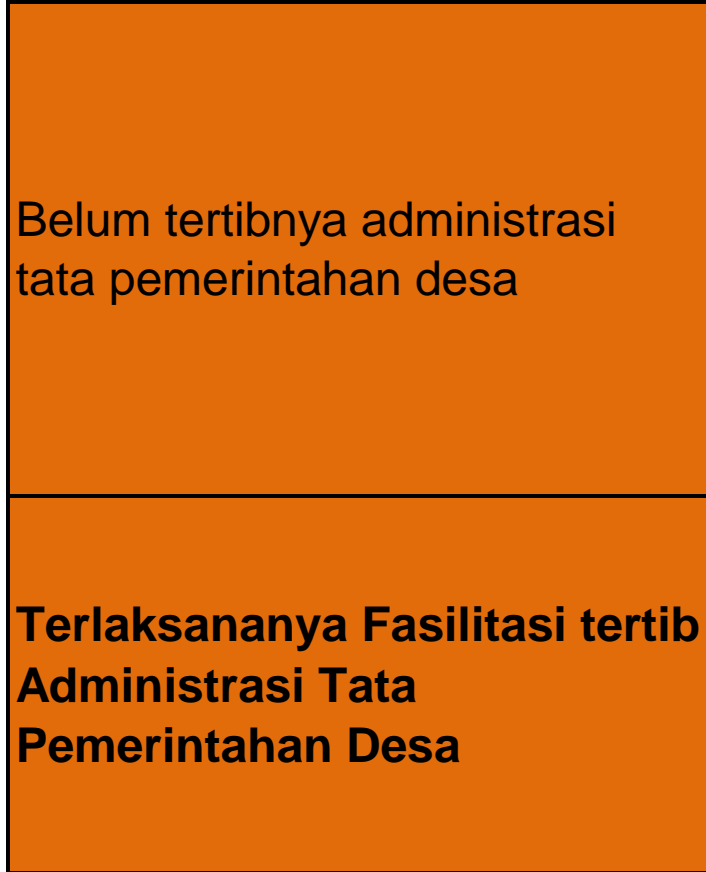 Belum tertibnya administrasi
tata pemerintahan desa
Terlaksananya Fasilitasi tertib
Administrasi Tata
Pemerintahan Desa